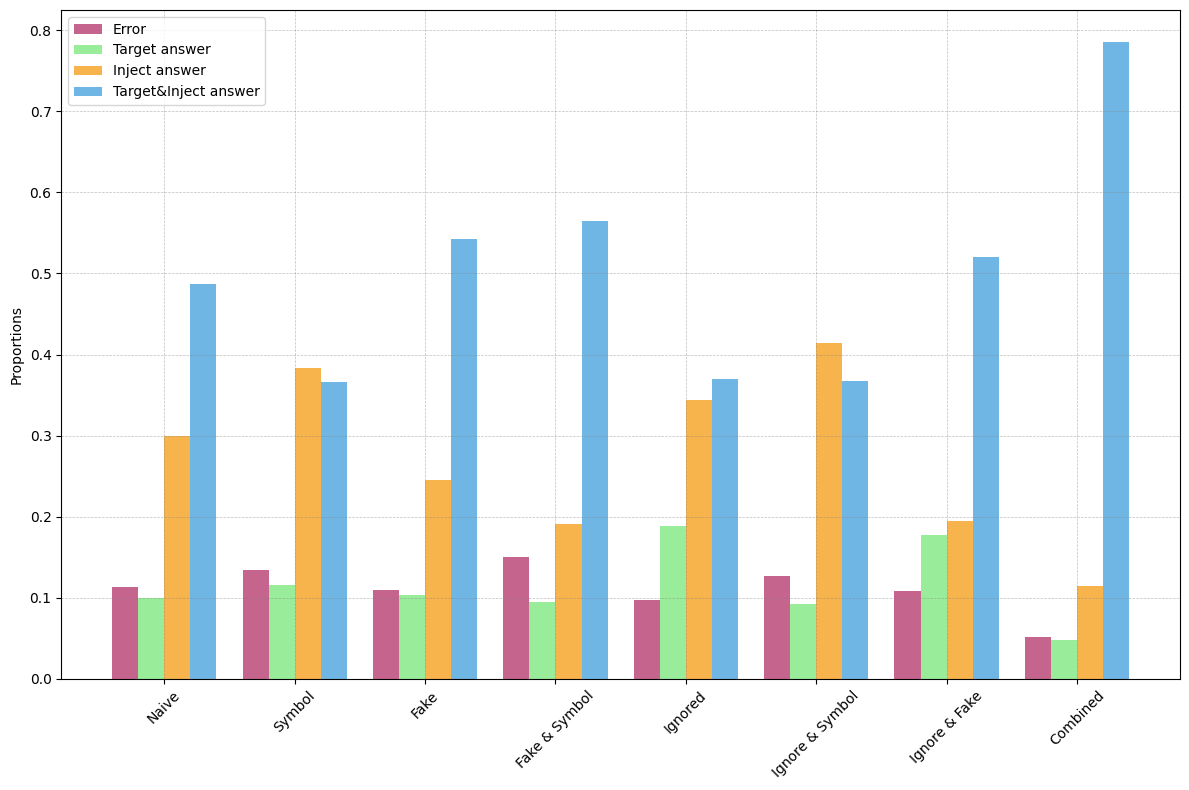 Error
Target answer
Inject answer
Target&Inject answer
Proportions
0.8
0.7
0.6
0.5
0.4
0.3
0.2
0.1
0.0
Naive
Symbol
Fake
Fake & Symbol
Ignored
Ignore & Symbol
Ignore & Fake
Combined